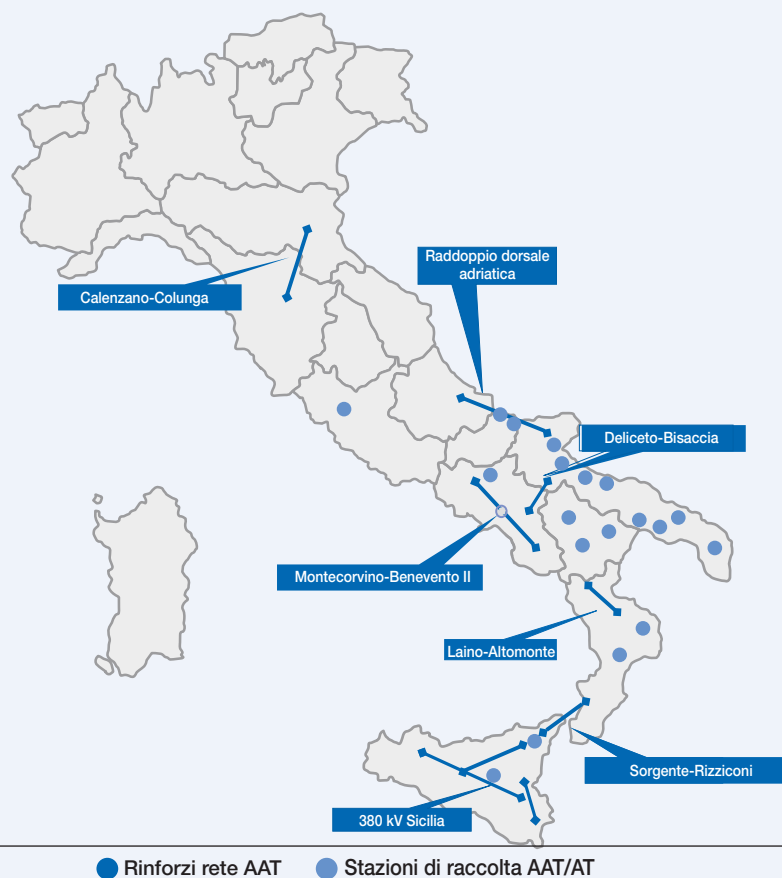 Raddoppio dorsale
adriatica
Calenzano-Colunga
Deliceto-Bisaccia
Montecorvino-Benevento II
Laino-Altomonte
Sorgente-Rizziconi
380 kV Sicilia
Rinforzi rete AAT
Stazioni di raccolta AAT/AT